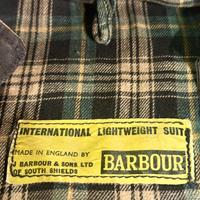 INTERNATIONAL LIGHTWEIGHT SUIT
MADE IN ENGLAND BY
J BARBOUR & SONS. LTD
OF SOUTH SHIELDS
BARBOUR